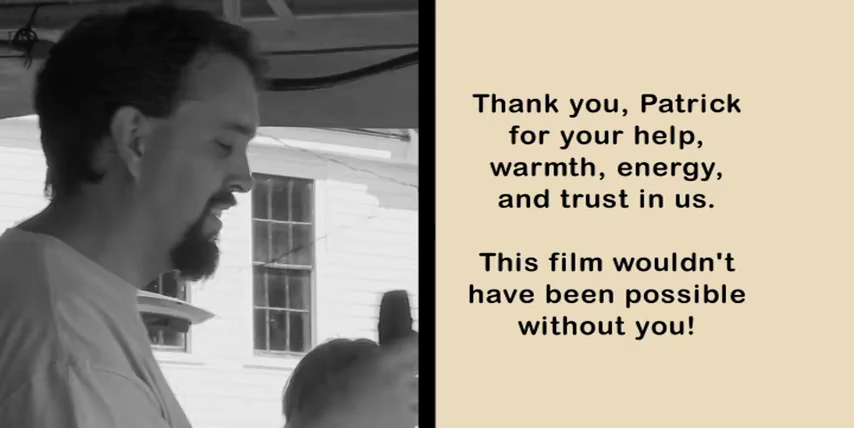 Thank you, Patrick
for your help,
warmth, energy,
and trust in us.
This film wouldn't
have been possible
without you!